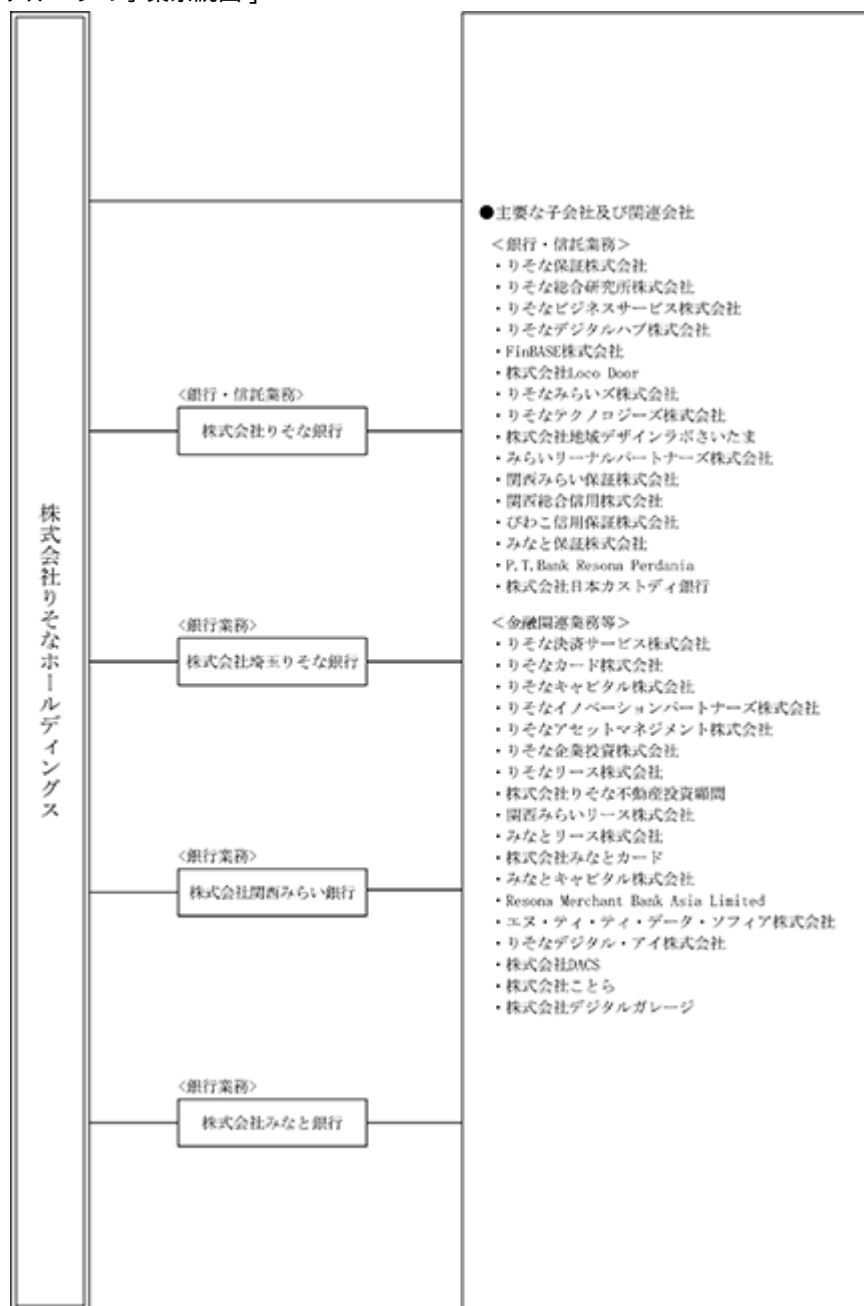 の事業系統図]
株式会社りそなホールディングス
<銀行・信託業務>
株式会社りそな銀行
<銀行業務>
株式会社埼玉りそな銀行
<銀行業務>
株式会社関西みらい銀行
<銀行業務>
株式会社みなと銀行
●主要な子会社及び関連会社
<銀行・信託業務>
・りそな保証株式会社
・りそな総合研究所株式会社
・りそなビジネスサービス株式会社
・りそなデジタルハブ株式会社
・FinBASE株式会社
・株式会社Loco Door
・りそなみらいズ株式会社
・りそなテクノロジーズ株式会社
・株式会社地域デザインラボさいたま
・みらいリーナルパートナーズ株式会社
・関西みらい保証株式会社
・関西総合信用株式会社
・びわこ信用保証株式会社
・みなと保証株式会社
・P.T.Bank Resona Perdania
・株式会社日本カストディ銀行
<金融関連業務等>
・りそな決済サービス株式会社
・りそなカード株式会社
・りそなキャピタル株式会社
・りそなイノベーションパートナーズ株式会社
・りそなアセットマネジメント株式会社
・りそな企業投資株式会社
・りそなリース株式会社
・株式会社りそな不動産投資顧問
・関西みらいリース株式会社
・みなとリース株式会社
・株式会社みなとカード
・みなとキャピタル株式会社
・Resona Merchant Bank Asia Limited
・エヌ・ティ・ティ・データ・ソフィア株式会社
・りそなデジタル・アイ株式会社
・株式会社DACS
・株式会社ことら
・株式会社デジタルガレージ